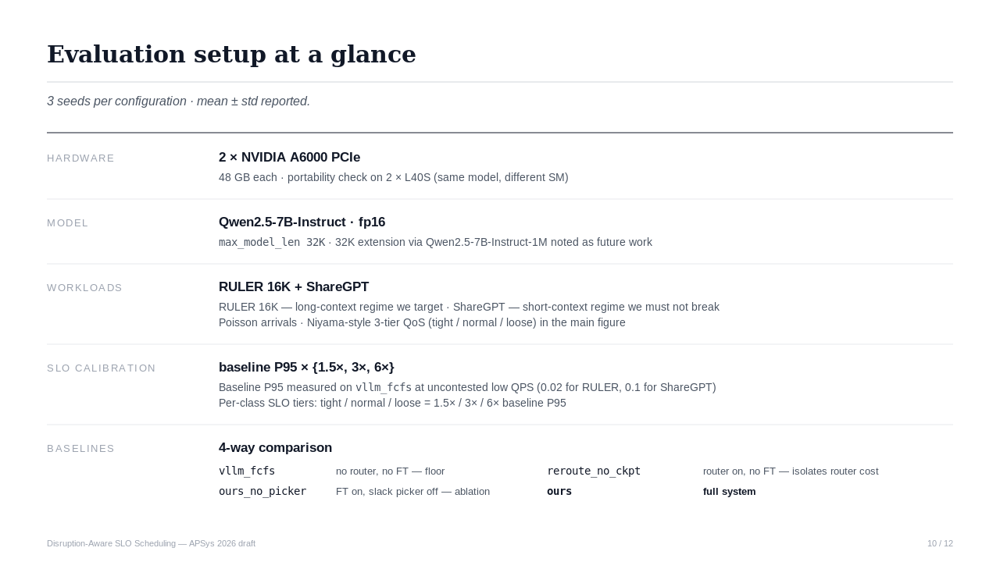 Evaluation setup at a glance
3 seeds per configuration · mean ± std reported.
HARDWARE
2 × NVIDIA A6000 PCIe
48 GB each · portability check on 2 × L40S (same model, different SM)
MODEL
Qwen2.5-7B-Instruct · fp16
max_model_len 32K · 32K extension via Qwen2.5-7B-Instruct-1M noted as future work
WORKLOADS
RULER 16K + ShareGPT
RULER 16K — long-context regime we target · ShareGPT — short-context regime we must not break
Poisson arrivals · Niyama-style 3-tier QoS (tight / normal / loose) in the main figure
SLO CALIBRATION
baseline P95 × {1.5×, 3×, 6×}
Baseline P95 measured on vllm_fcfs at uncontested low QPS (0.02 for RULER, 0.1 for ShareGPT)
Per-class SLO tiers: tight / normal / loose = 1.5× / 3× / 6× baseline P95
BASELINES
4-way comparison
vllm_fcfs no router, no FT — floor reroute_no_ckpt router on, no FT — isolates router cost
ours_no_picker FT on, slack picker off — ablation ours full system
Disruption-Aware SLO Scheduling — APSys 2026 draft 10 / 12